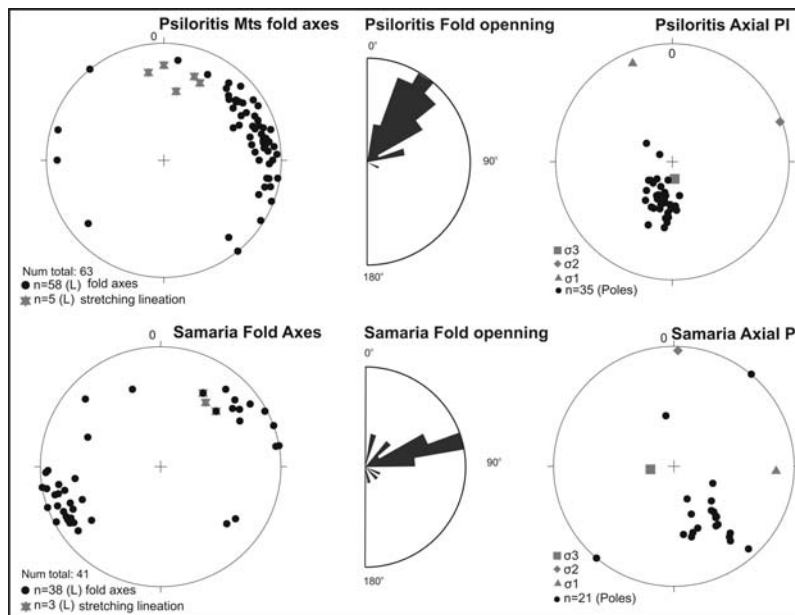 Psiloritis Mts fold axes
0
Num total: 63
n=58 (L) fold axes
n=5 (L) stretching lineation
Psiloritis Fold openning
0°
90°
180°
Psiloritis Axial Pl
0
σ3
σ2
σ1
n=35 (Poles)
Samaria Fold Axes
0
Num total: 41
n=38 (L) fold axes
n=3 (L) stretching lineation
Samaria Fold openning
0°
90°
180°
Samaria Axial P
0
σ3
σ2
σ1
n=21 (Poles)